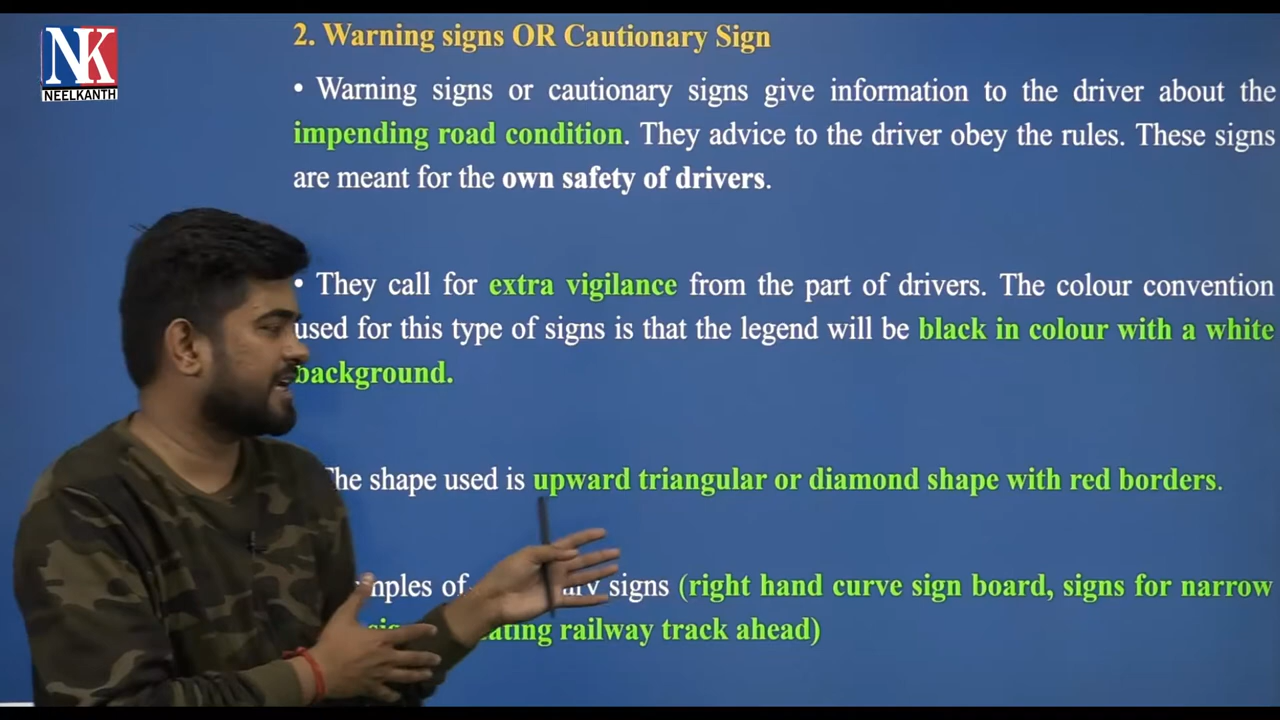 NK
NEELKANTH
2. Warning signs OR Cautionary Sign
• Warning signs or cautionary signs give information to the driver about the
impending road condition. They advice to the driver obey the rules. These signs
are meant for the own safety of drivers.
• They call for extra vigilance from the part of drivers. The colour convention
used for this type of signs is that the legend will be black in colour with a white
background.
The shape used is upward triangular or diamond shape with red borders.
of signs (right hand curve sign board, signs for narrow
railway track ahead)